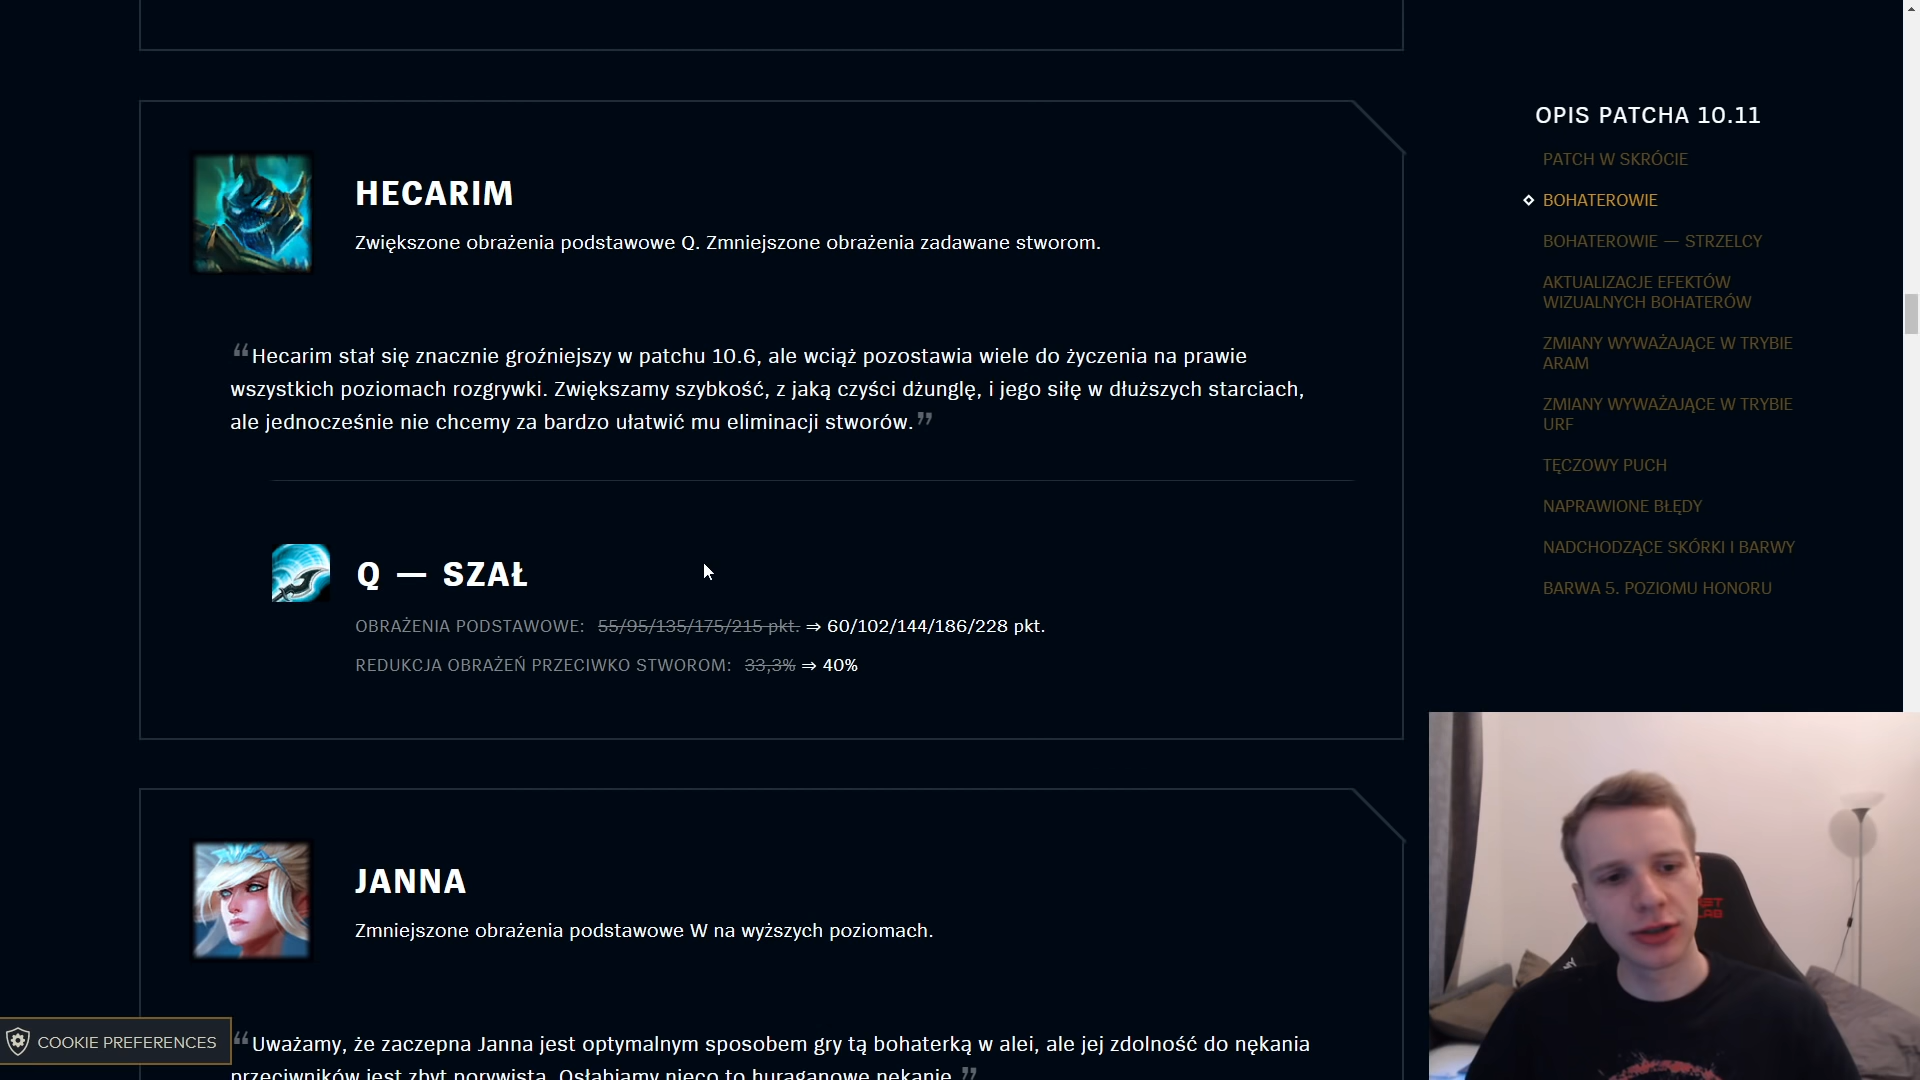 HECARIM
Zwiększone obrażenia podstawowe Q. Zmniejszone obrażenia zadawane stworom.
“Hecarim stał się znacznie groźniejszy w patchu 10.6, ale wciąż pozostawia wiele do życzenia na prawie
wszystkich poziomach rozgrywki. Zwiększamy szybkość, z jaką czyści dżunglę, i jego siłę w dłuższych starciach,
ale jednocześnie nie chcemy za bardzo ułatwić mu eliminacji stworów.”
Q — SZAŁ
OBRAŻENIA PODSTAWOWE: 55/95/135/175/215 pkt. ⇒ 60/102/144/186/228 pkt.
REDUKCJA OBRAŻEŃ PRZECIWKO STWOROM: 33,3% ⇒ 40%
JANNA
Zmniejszone obrażenia podstawowe W na wyższych poziomach.
“Uważamy, że zaczepna Janna jest optymalnym sposobem gry tą bohaterką w alei, ale jej zdolność do nękania
przeciwników jest zbyt porywista. Osłabiamy nieco to huraganowe nękanie.”
COOKIE PREFERENCES
OPIS PATCHA 10.11
PATCH W SKRÓCIE
BOHATEROWIE
BOHATEROWIE — STRZELCY
AKTUALIZACJE EFEKTÓW
WIZUALNYCH BOHATERÓW
ZMIANY WYWAŻAJĄCE W TRYBIE
ARAM
ZMIANY WYWAŻAJĄCE W TRYBIE
URF
TĘCZOWY PUCH
NAPRAWIONE BŁĘDY
NADCHODZĄCE SKÓRKI I BARWY
BARWA 5. POZIOMU HONORU